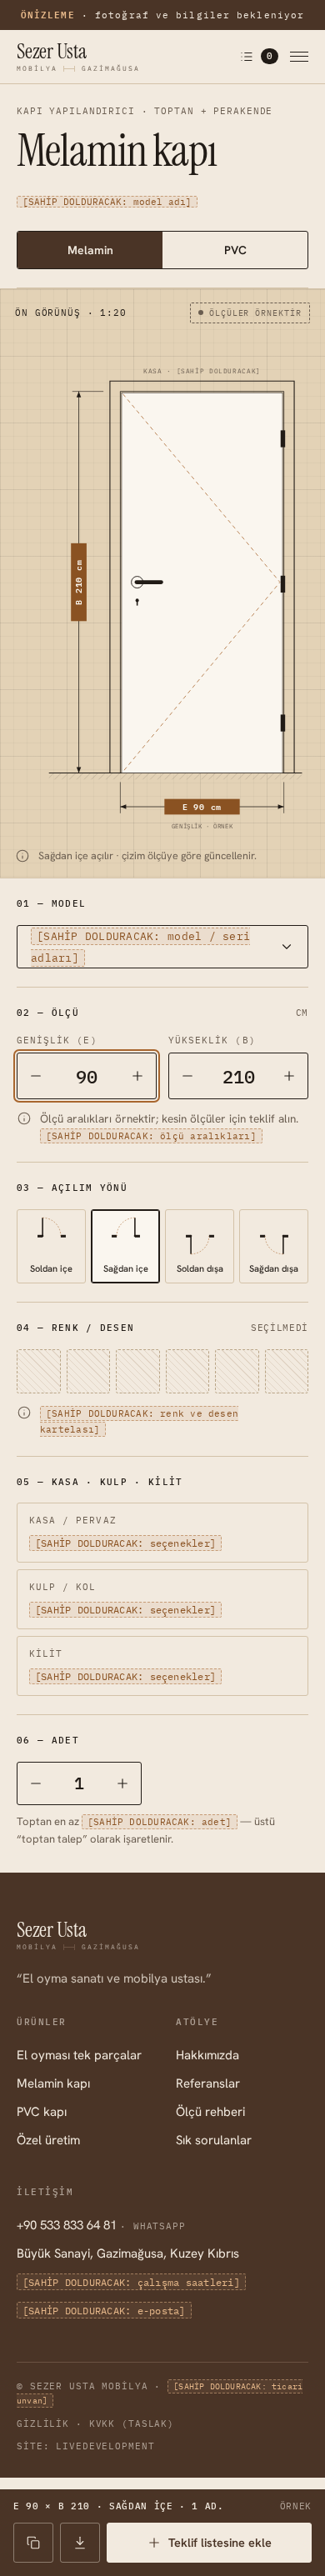 ÖNİZLEME · fotoğraf ve bilgiler bekleniyor
Sezer Usta
MOBİLYA GAZİMAĞUSA
0
KAPI YAPILANDIRICI · TOPTAN + PERAKENDE
Melamin kapı
[SAHİP DOLDURACAK: model adı]
Melamin
PVC
ÖN GÖRÜNÜŞ · 1:20
ÖLÇÜLER ÖRNEKTİR
KASA · [SAHİP DOLDURACAK]
B 210 cm
E 90 cm
GENİŞLİK · ÖRNEK
Sağdan içe açılır · çizim ölçüye göre güncellenir.
01 — MODEL
[SAHİP DOLDURACAK: model / seri
adları]
02 — ÖLÇÜ
CM
GENİŞLİK (E)
YÜKSEKLİK (B)
− 90 +
− 210 +
Ölçü aralıkları örnektir; kesin ölçüler için teklif alın.
[SAHİP DOLDURACAK: ölçü aralıkları]
03 — AÇILIM YÖNÜ
Soldan içe
Sağdan içe
Soldan dışa
Sağdan dışa
04 — RENK / DESEN
SEÇİLMEDİ
[SAHİP DOLDURACAK: renk ve desen
kartelası]
05 — KASA · KULP · KİLİT
KASA / PERVAZ
[SAHİP DOLDURACAK: seçenekler]
KULP / KOL
[SAHİP DOLDURACAK: seçenekler]
KİLİT
[SAHİP DOLDURACAK: seçenekler]
06 — ADET
− 1 +
Toptan en az [SAHİP DOLDURACAK: adet] — üstü
“toptan talep” olarak işaretlenir.
Sezer Usta
MOBİLYA GAZİMAĞUSA
“El oyma sanatı ve mobilya ustası.”
ÜRÜNLER
El oyması tek parçalar
Melamin kapı
PVC kapı
Özel üretim
ATÖLYE
Hakkımızda
Referanslar
Ölçü rehberi
Sık sorulanlar
İLETİŞİM
+90 533 833 64 81 · WHATSAPP
Büyük Sanayi, Gazimağusa, Kuzey Kıbrıs
[SAHİP DOLDURACAK: çalışma saatleri]
[SAHİP DOLDURACAK: e-posta]
© SEZER USTA MOBİLYA · [SAHİP DOLDURACAK: ticari
unvan]
GİZLİLİK · KVKK (TASLAK)
SİTE: LIVEDEVELOPMENT
E 90 × B 210 · SAĞDAN İÇE · 1 AD.
ÖRNEK
+ Teklif listesine ekle